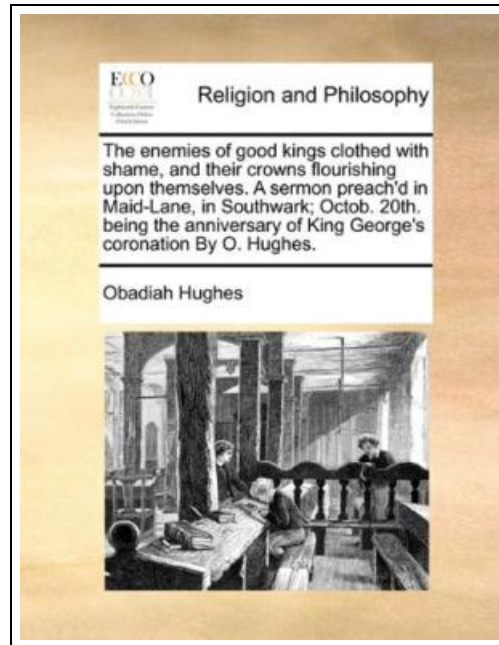 ECCO
Religion and Philosophy
The enemies of good kings clothed with
shame, and their crowns flourishing
upon themselves. A sermon preach'd in
Maid-Lane, in Southwark; Octob. 20th.
being the anniversary of King George's
coronation By O. Hughes.
Obadiah Hughes